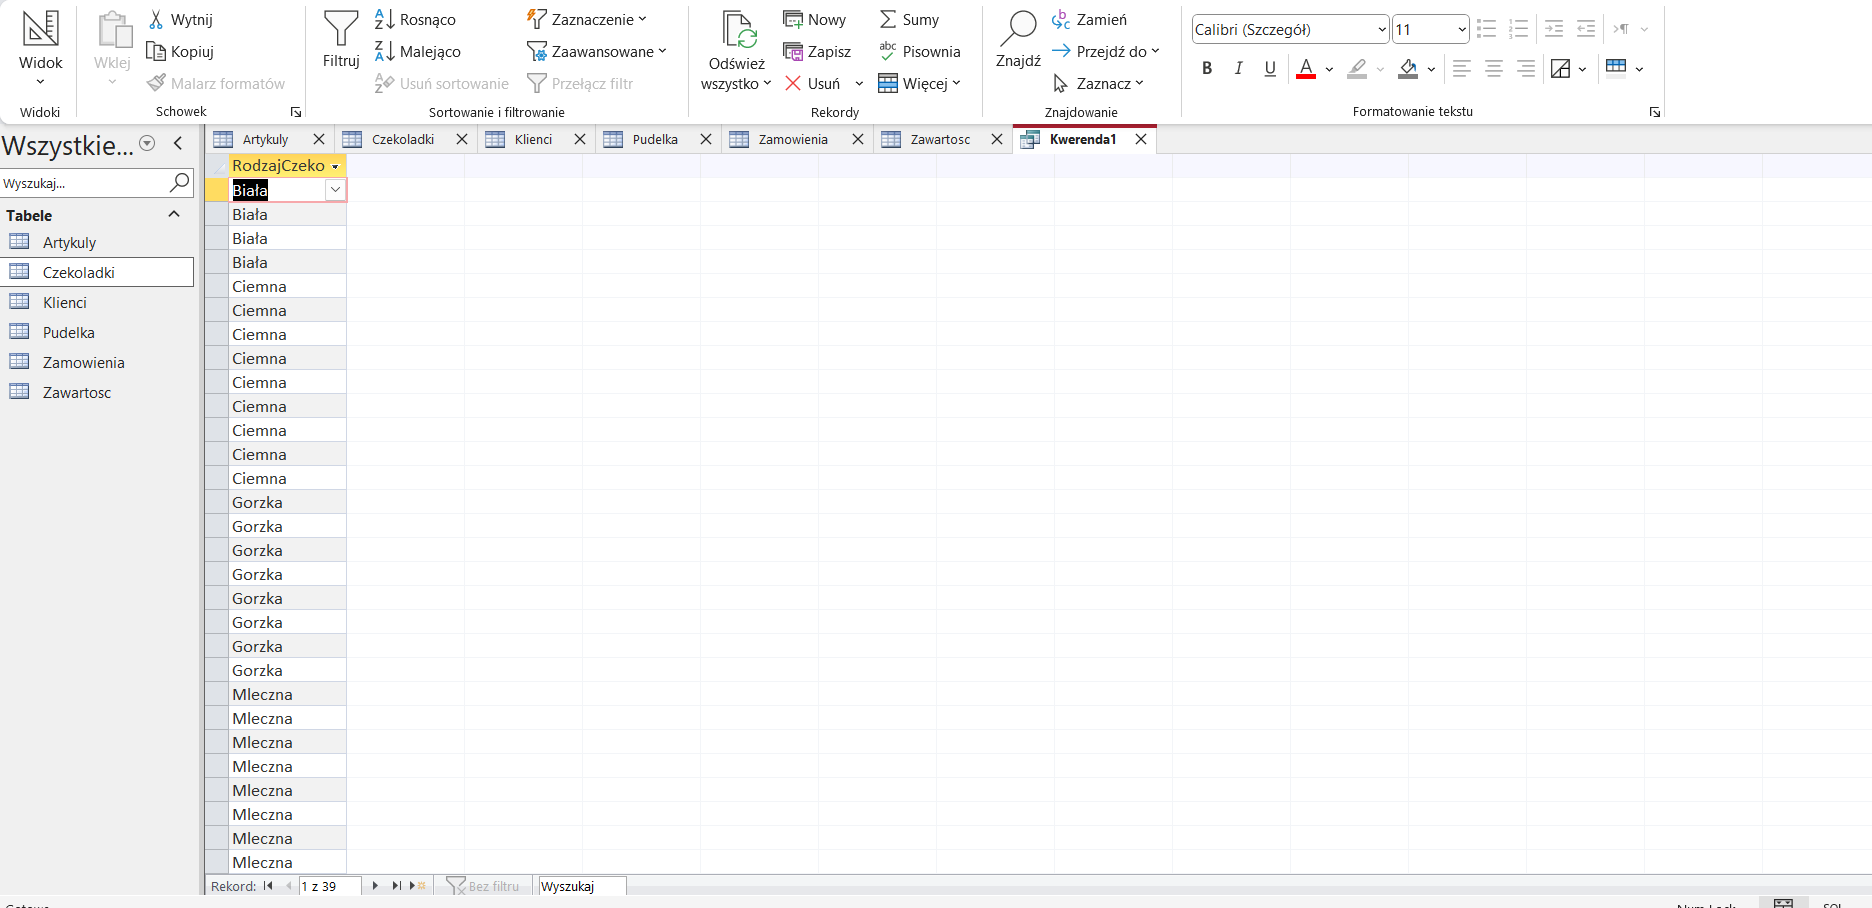 Widok
Widoki
Wklej
Wytnij
Kopiuj
Malarz formatów
Schowek
Filtruj
Rosnąco
Malejąco
Usuń sortowanie
Zaznaczenie
Zaawansowane
Przełącz filtr
Sortowanie i filtrowanie
Odśwież
wszystko
Nowy
Zapisz
Usuń
Sumy
Pisownia
Więcej
Rekordy
Znajdź
Zamień
Przejdź do
Zaznacz
Znajdowanie
Calibri (Szczegół)
11
B I U A
Formatowanie tekstu
Wszystkie...
Wyszukaj...
Tabele
Artykuly
Czekoladki
Klienci
Pudelka
Zamowienia
Zawartosc
Artykuly Czekoladki Klienci Pudelka Zamowienia Zawartosc Kwerenda1
RodzajCzeko
Biała
Biała
Biała
Biała
Ciemna
Ciemna
Ciemna
Ciemna
Ciemna
Ciemna
Ciemna
Ciemna
Ciemna
Gorzka
Gorzka
Gorzka
Gorzka
Gorzka
Gorzka
Gorzka
Gorzka
Mleczna
Mleczna
Mleczna
Mleczna
Mleczna
Mleczna
Mleczna
Mleczna
Rekord: 1 z 39 Bez filtru Wyszukaj